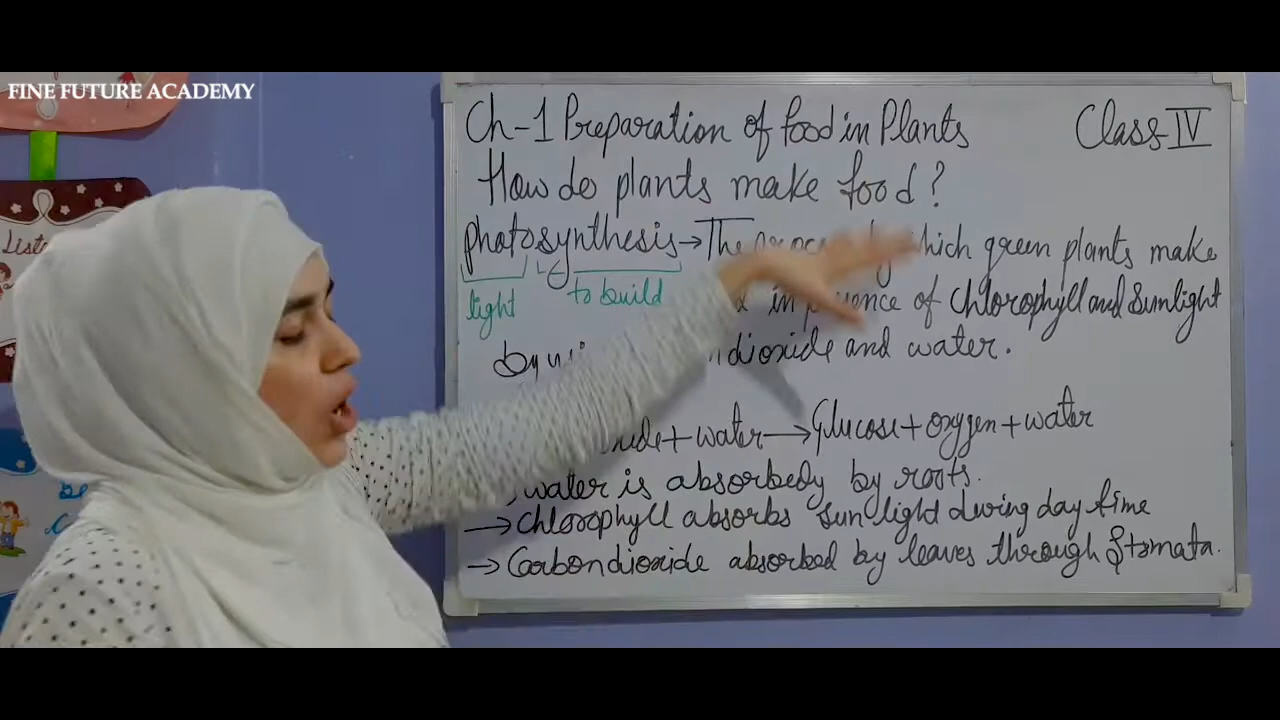 FINE FUTURE ACADEMY
Ch-1 Preparation of food in Plants Class-IV
How do plants make food?
photosynthesis→The which green plants make
light to build
in of chlorophyll and Sunlight
by dioxide and water.
+water→Glucose+oxygen+water
water is absorbedy by roots.
→chlorophyll absorbs sunlight during day time
→Carbondioxide absorbed by leaves through Stomata.